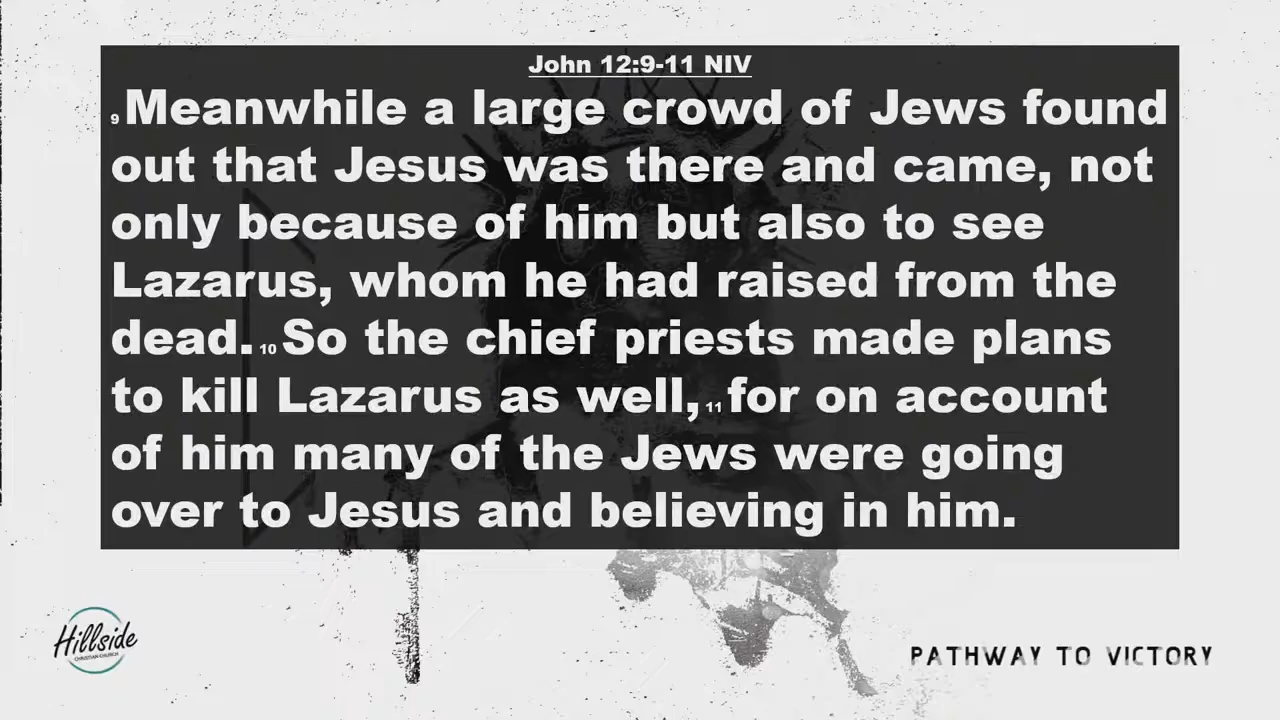 John 12:9-11 NIV
9 Meanwhile a large crowd of Jews found
out that Jesus was there and came, not
only because of him but also to see
Lazarus, whom he had raised from the
dead. 10 So the chief priests made plans
to kill Lazarus as well, 11 for on account
of him many of the Jews were going
over to Jesus and believing in him.
Hillside
CHRISTIAN CHURCH
PATHWAY TO VICTORY